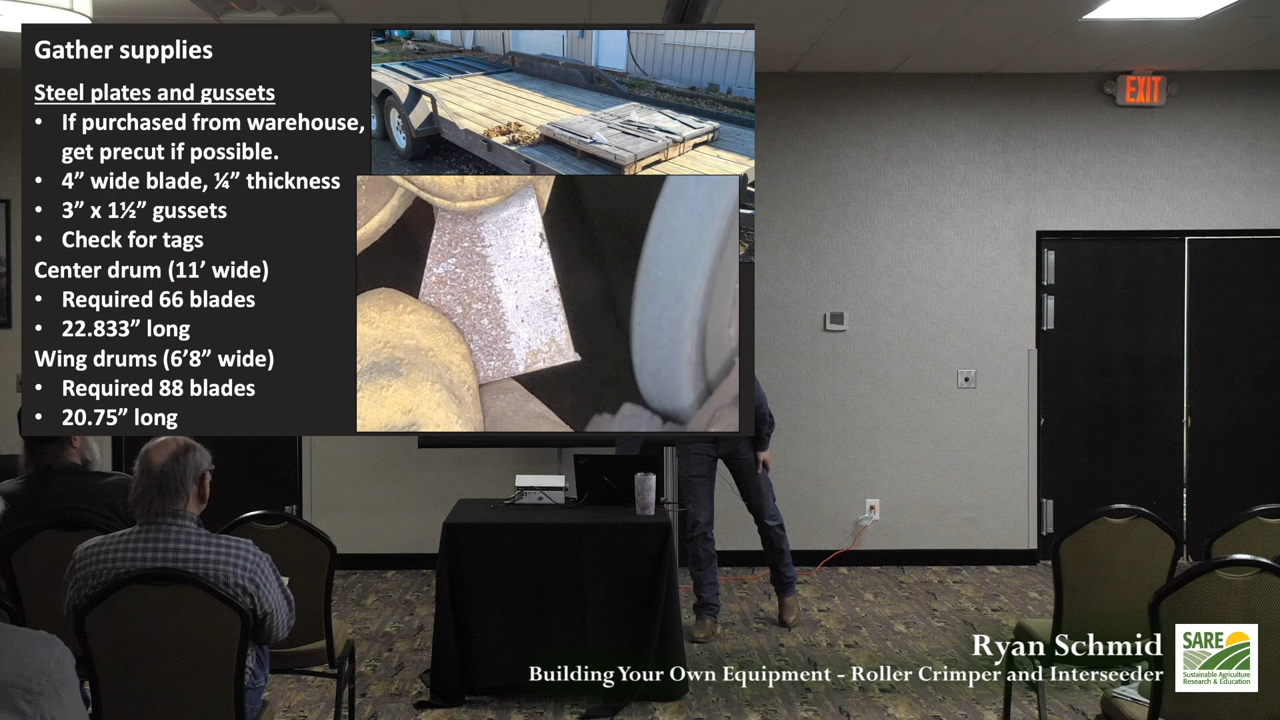 Gather supplies
Steel plates and gussets
• If purchased from warehouse,
get precut if possible.
• 4” wide blade, ¼” thickness
• 3” x 1½” gussets
• Check for tags
Center drum (11’ wide)
• Required 66 blades
• 22.833” long
Wing drums (6’8” wide)
• Required 88 blades
• 20.75” long
EXIT
Ryan Schmid
Building Your Own Equipment - Roller Crimper and Interseeder
SARE
Sustainable Agriculture
Research & Education